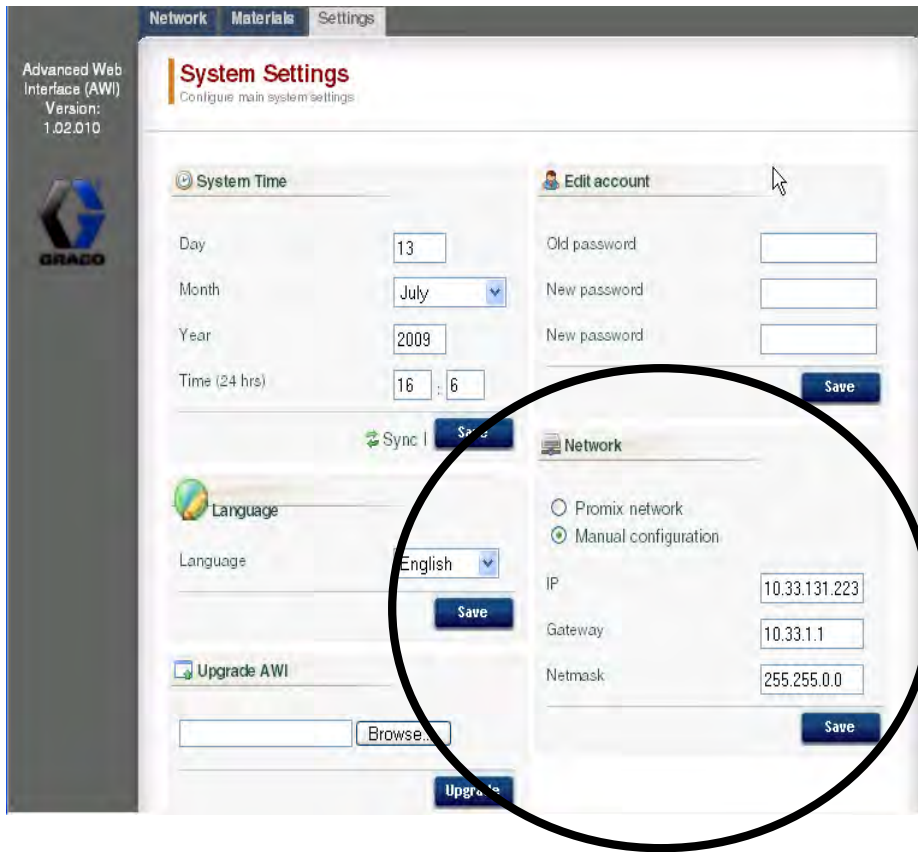 Network Materials Settings
Advanced Web
Interface (AWI)
Version:
1.02.010
GRACO
System Settings
Configure main system settings
System Time
Day 13
Month July
Year 2009
Time (24 hrs) 16 : 6
Sync | Save
Language
Language English
Save
Upgrade AWI
Browse...
Upgrade
Edit account
Old password
New password
New password
Save
Network
Promix network
Manual configuration
IP 10.33.131.223
Gateway 10.33.1.1
Netmask 255.255.0.0
Save